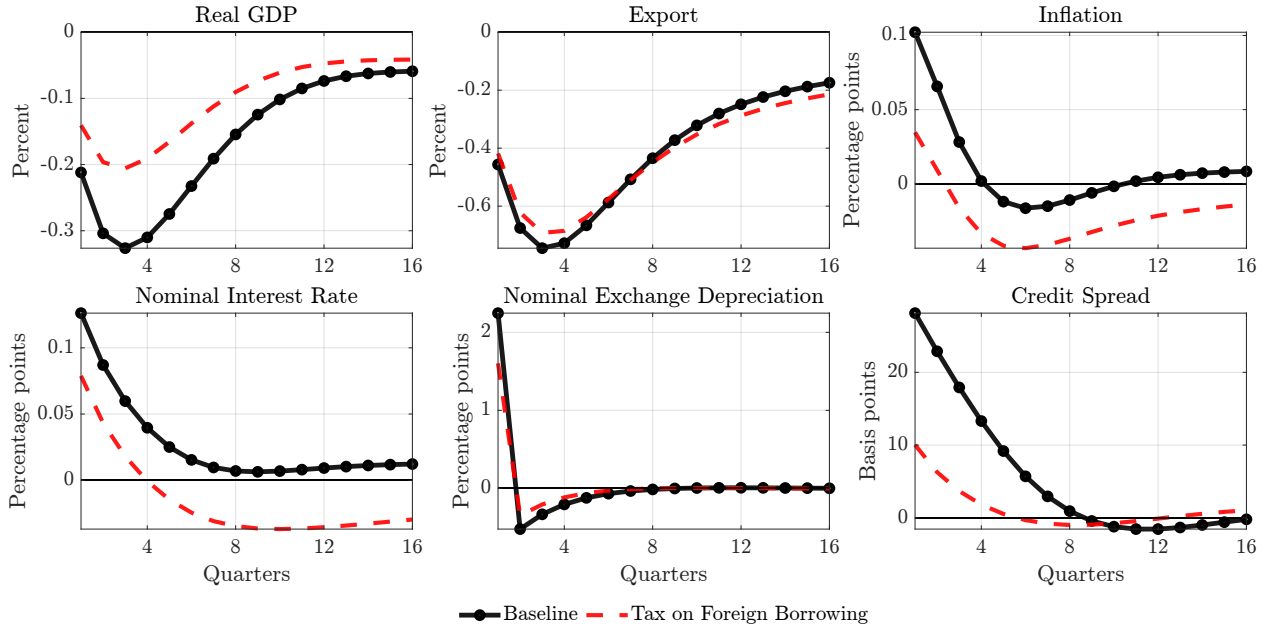 Real GDP
Percent
0
-0.1
-0.2
-0.3
4 8 12 16
Export
Percent
0
-0.2
-0.4
-0.6
4 8 12 16
Inflation
Percentage points
0.1
0.05
0
4 8 12 16
Nominal Interest Rate
Percentage points
0.1
0.05
0
4 8 12 16
Quarters
Nominal Exchange Depreciation
Percentage points
2
1
0
4 8 12 16
Quarters
Credit Spread
Basis points
20
10
0
4 8 12 16
Quarters
Baseline Tax on Foreign Borrowing